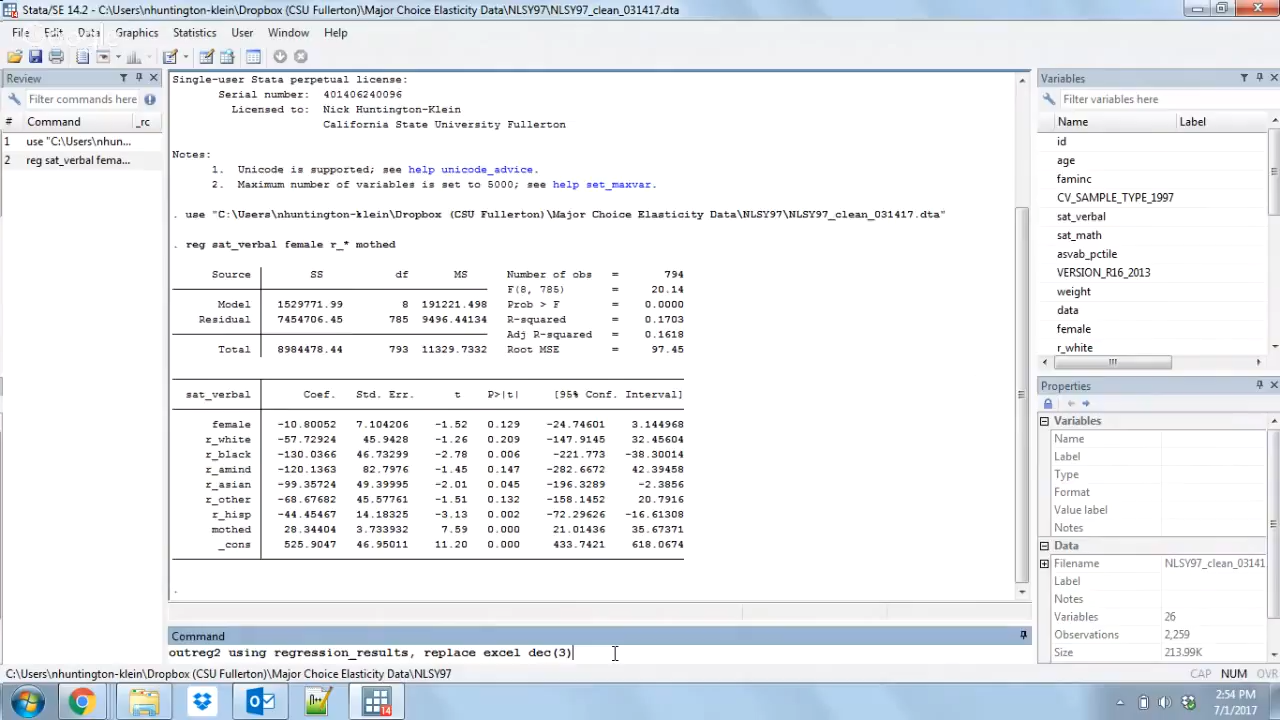 Stata/SE 14.2 - C:\Users\nhuntington-klein\Dropbox (CSU Fullerton)\Major Choice Elasticity Data\NLSY97\NLSY97_clean_031417.dta
File Edit Data Graphics Statistics User Window Help
Review
Filter commands here
# Command _rc
1 use "C:\Users\nhun...
2 reg sat_verbal fema...
Single-user Stata perpetual license:
Serial number: 401406240096
Licensed to: Nick Huntington-Klein
California State University Fullerton
Notes:
1. Unicode is supported; see help unicode_advice.
2. Maximum number of variables is set to 5000; see help set_maxvar.
. use "C:\Users\nhuntington-klein\Dropbox (CSU Fullerton)\Major Choice Elasticity Data\NLSY97\NLSY97_clean_031417.dta"
. reg sat_verbal female r_* mothed
Source SS df MS Number of obs = 794
F(8, 785) = 20.14
Model 1529771.99 8 191221.498 Prob > F = 0.0000
Residual 7454706.45 785 9496.44134 R-squared = 0.1703
Adj R-squared = 0.1618
Total 8984478.44 793 11329.7332 Root MSE = 97.45
sat_verbal Coef. Std. Err. t P>|t| [95% Conf. Interval]
female -10.80052 7.104206 -1.52 0.129 -24.74601 3.144968
r_white -57.72924 45.9428 -1.26 0.209 -147.9145 32.45604
r_black -130.0366 46.73299 -2.78 0.006 -221.773 -38.30014
r_amind -120.1363 82.7976 -1.45 0.147 -282.6672 42.39458
r_asian -99.35724 49.39995 -2.01 0.045 -196.3289 -2.3856
r_other -68.67682 45.57761 -1.51 0.132 -158.1452 20.7916
r_hisp -44.45467 14.18325 -3.13 0.002 -72.29626 -16.61308
mothed 28.34404 3.733932 7.59 0.000 21.01436 35.67371
_cons 525.9047 46.95011 11.20 0.000 433.7421 618.0674
.
Command
outreg2 using regression_results, replace excel dec(3)
Variables
Filter variables here
Name Label
id
age
faminc
CV_SAMPLE_TYPE_1997
sat_verbal
sat_math
asvab_pctile
VERSION_R16_2013
weight
data
female
r_white
Properties
Variables
Name
Label
Type
Format
Value label
Notes
Data
Filename NLSY97_clean_03141
Label
Notes
Variables 26
Observations 2,259
Size 213.99K
C:\Users\nhuntington-klein\Dropbox (CSU Fullerton)\Major Choice Elasticity Data\NLSY97
CAP NUM OVR
14
2:54 PM
7/1/2017